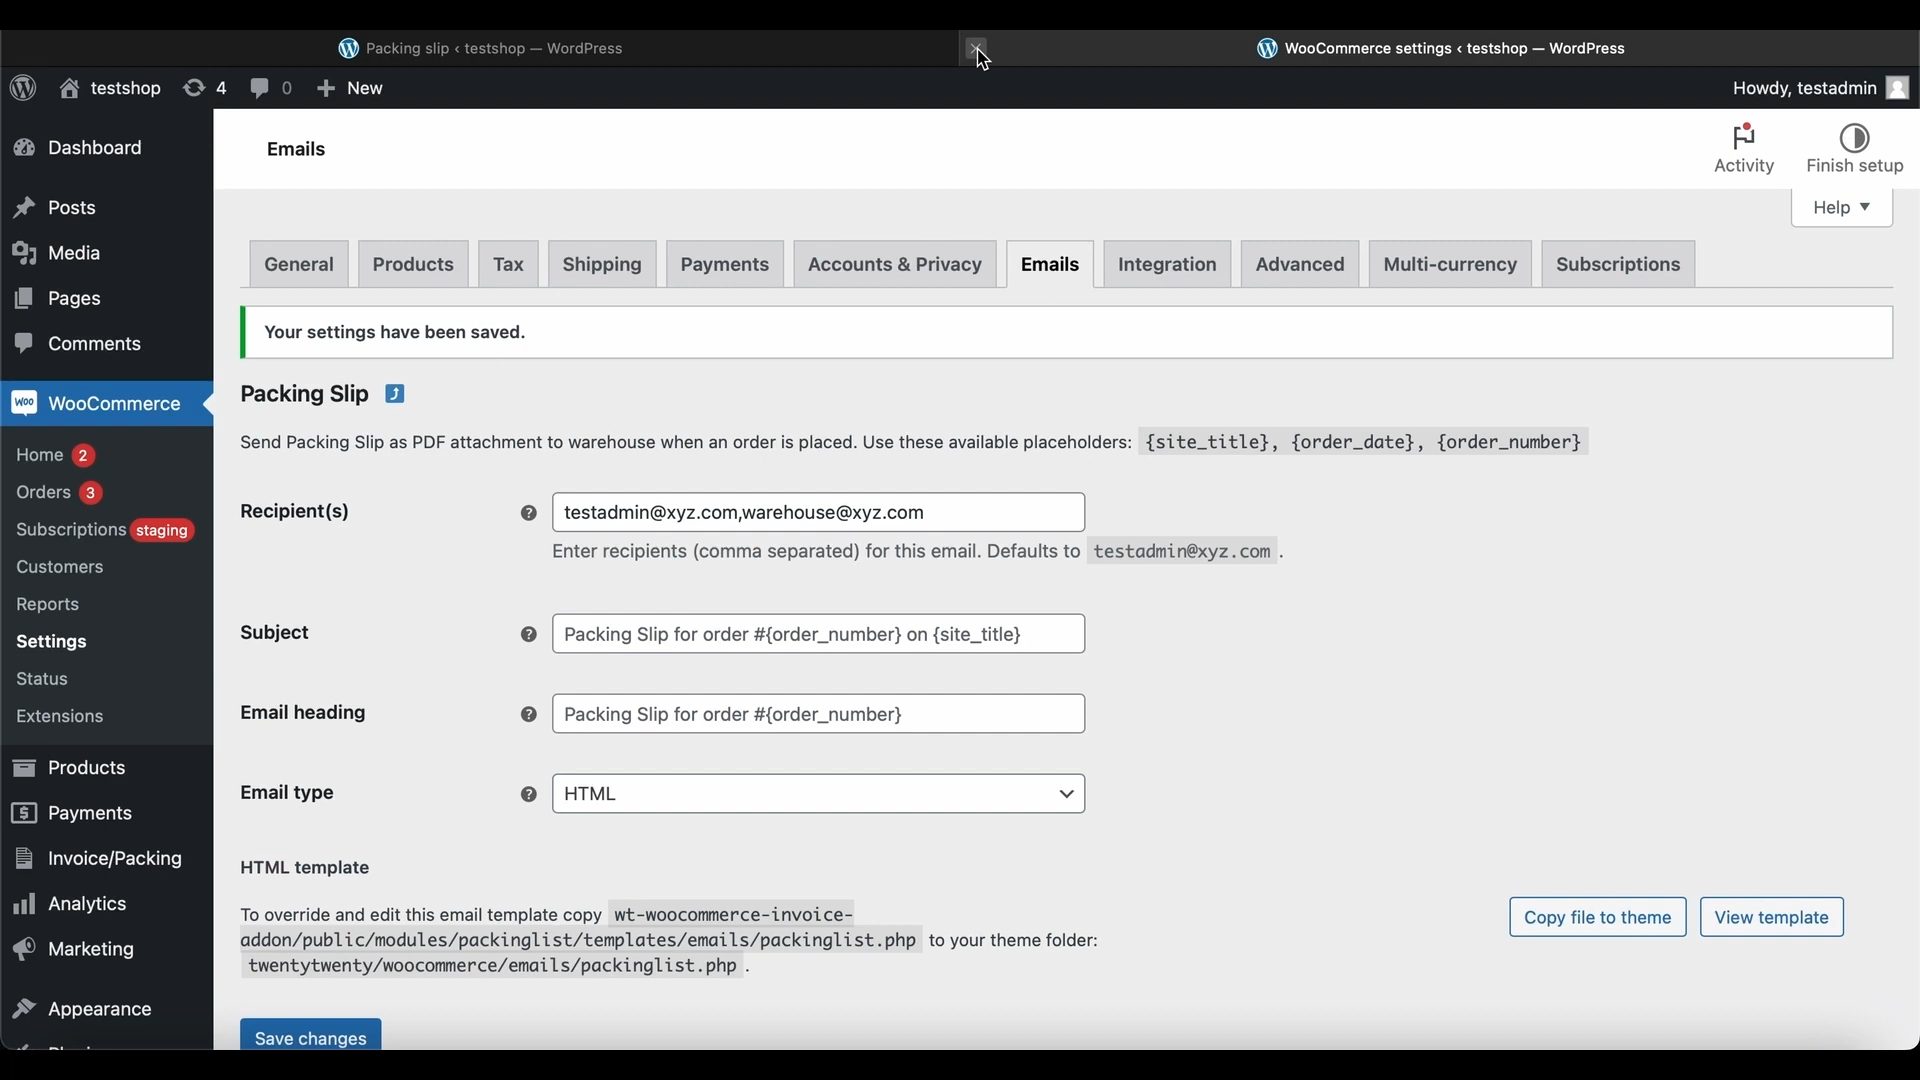 Packing slip ‹ testshop — WordPress
WooCommerce settings ‹ testshop — WordPress
testshop
4
0
New
Howdy, testadmin
Dashboard
Posts
Media
Pages
Comments
WooCommerce
Home 2
Orders 3
Subscriptions staging
Customers
Reports
Settings
Status
Extensions
Products
Payments
Invoice/Packing
Analytics
Marketing
Appearance
Emails
Activity
Finish setup
Help
General
Products
Tax
Shipping
Payments
Accounts & Privacy
Emails
Integration
Advanced
Multi-currency
Subscriptions
Your settings have been saved.
Packing Slip
Send Packing Slip as PDF attachment to warehouse when an order is placed. Use these available placeholders: {site_title}, {order_date}, {order_number}
Recipient(s)
testadmin@xyz.com,warehouse@xyz.com
Enter recipients (comma separated) for this email. Defaults to testadmin@xyz.com .
Subject
Packing Slip for order #{order_number} on {site_title}
Email heading
Packing Slip for order #{order_number}
Email type
HTML
HTML template
To override and edit this email template copy wt-woocommerce-invoice-
addon/public/modules/packinglist/templates/emails/packinglist.php to your theme folder:
twentytwenty/woocommerce/emails/packinglist.php .
Copy file to theme
View template
Save changes